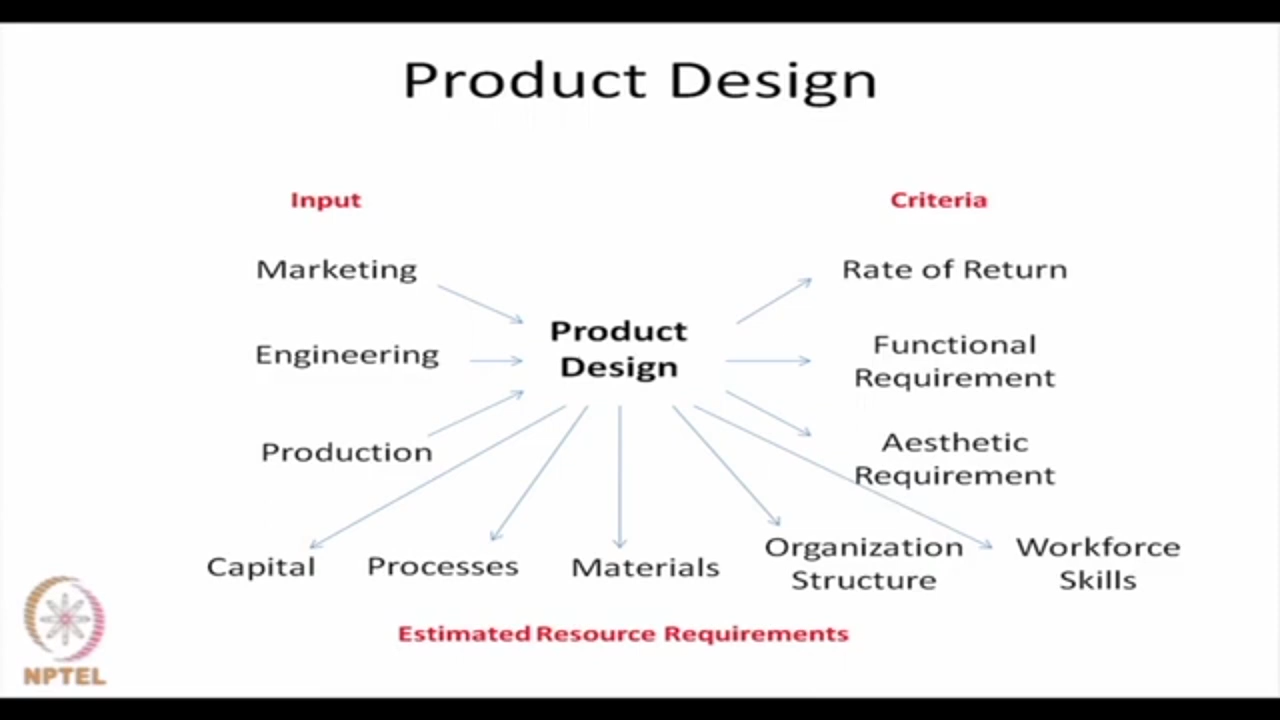 Product Design
Input
Criteria
Marketing
Rate of Return
Product
Design
Engineering
Functional
Requirement
Production
Aesthetic
Requirement
Capital
Processes
Materials
Organization
Structure
Workforce
Skills
Estimated Resource Requirements
NPTEL